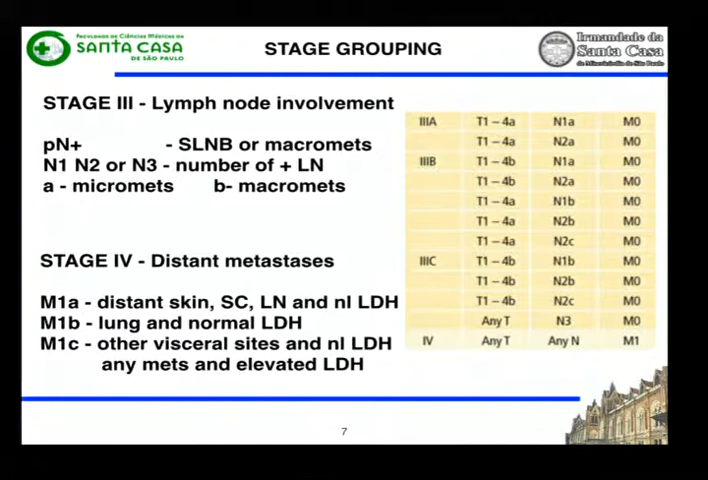 Faculdade de Ciências Médicas da
SANTA CASA
DE SÃO PAULO
STAGE GROUPING
Irmandade da
Santa Casa
de Misericórdia de São Paulo
STAGE III - Lymph node involvement
pN+ - SLNB or macromets
N1 N2 or N3 - number of + LN
a - micromets b- macromets
STAGE IV - Distant metastases
M1a - distant skin, SC, LN and nl LDH
M1b - lung and normal LDH
M1c - other visceral sites and nl LDH
any mets and elevated LDH
IIIA T1 – 4a N1a M0
T1 – 4a N2a M0
IIIB T1 – 4b N1a M0
T1 – 4b N2a M0
T1 – 4a N1b M0
T1 – 4a N2b M0
T1 – 4a N2c M0
IIIC T1 – 4b N1b M0
T1 – 4b N2b M0
T1 – 4b N2c M0
Any T N3 M0
IV Any T Any N M1
7